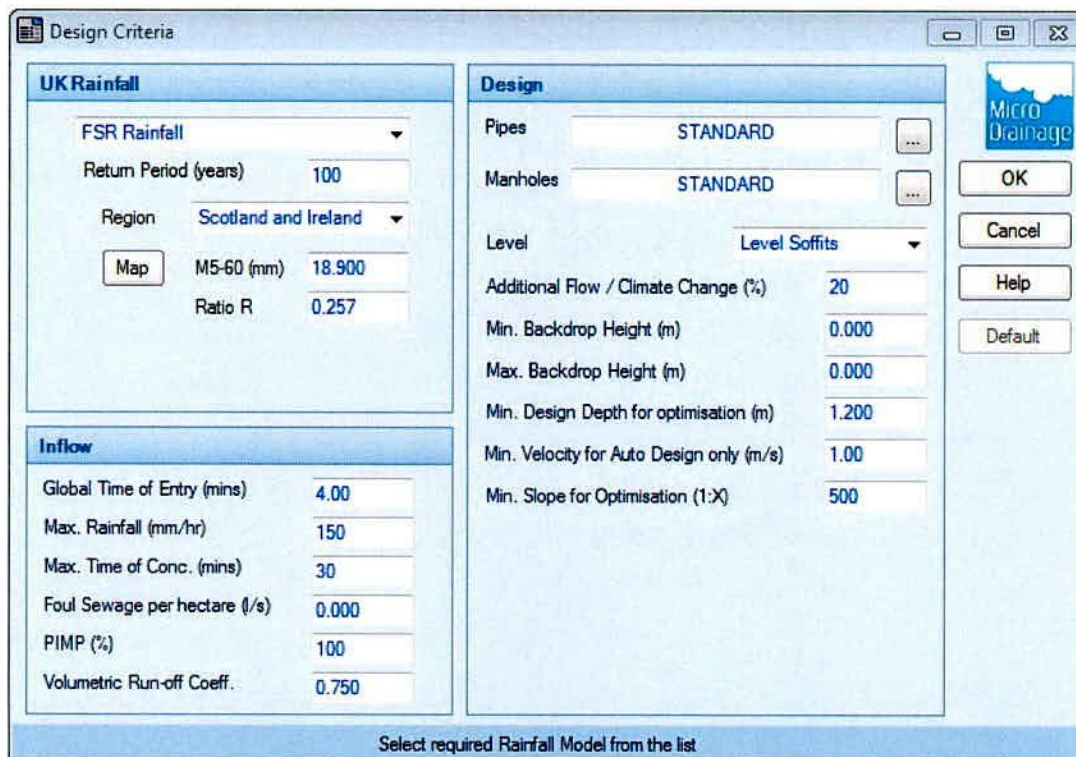 Design Criteria
UK Rainfall
FSR Rainfall
Return Period (years) 100
Region Scotland and Ireland
Map M5-60 (mm) 18.900
Ratio R 0.257
Inflow
Global Time of Entry (mins) 4.00
Max. Rainfall (mm/hr) 150
Max. Time of Conc. (mins) 30
Foul Sewage per hectare (l/s) 0.000
PIMP (%) 100
Volumetric Run-off Coeff. 0.750
Design
Pipes STANDARD ...
Manholes STANDARD ...
Level Level Soffits
Additional Flow / Climate Change (%) 20
Min. Backdrop Height (m) 0.000
Max. Backdrop Height (m) 0.000
Min. Design Depth for optimisation (m) 1.200
Min. Velocity for Auto Design only (m/s) 1.00
Min. Slope for Optimisation (1:X) 500
Micro
Drainage
OK
Cancel
Help
Default
Select required Rainfall Model from the list